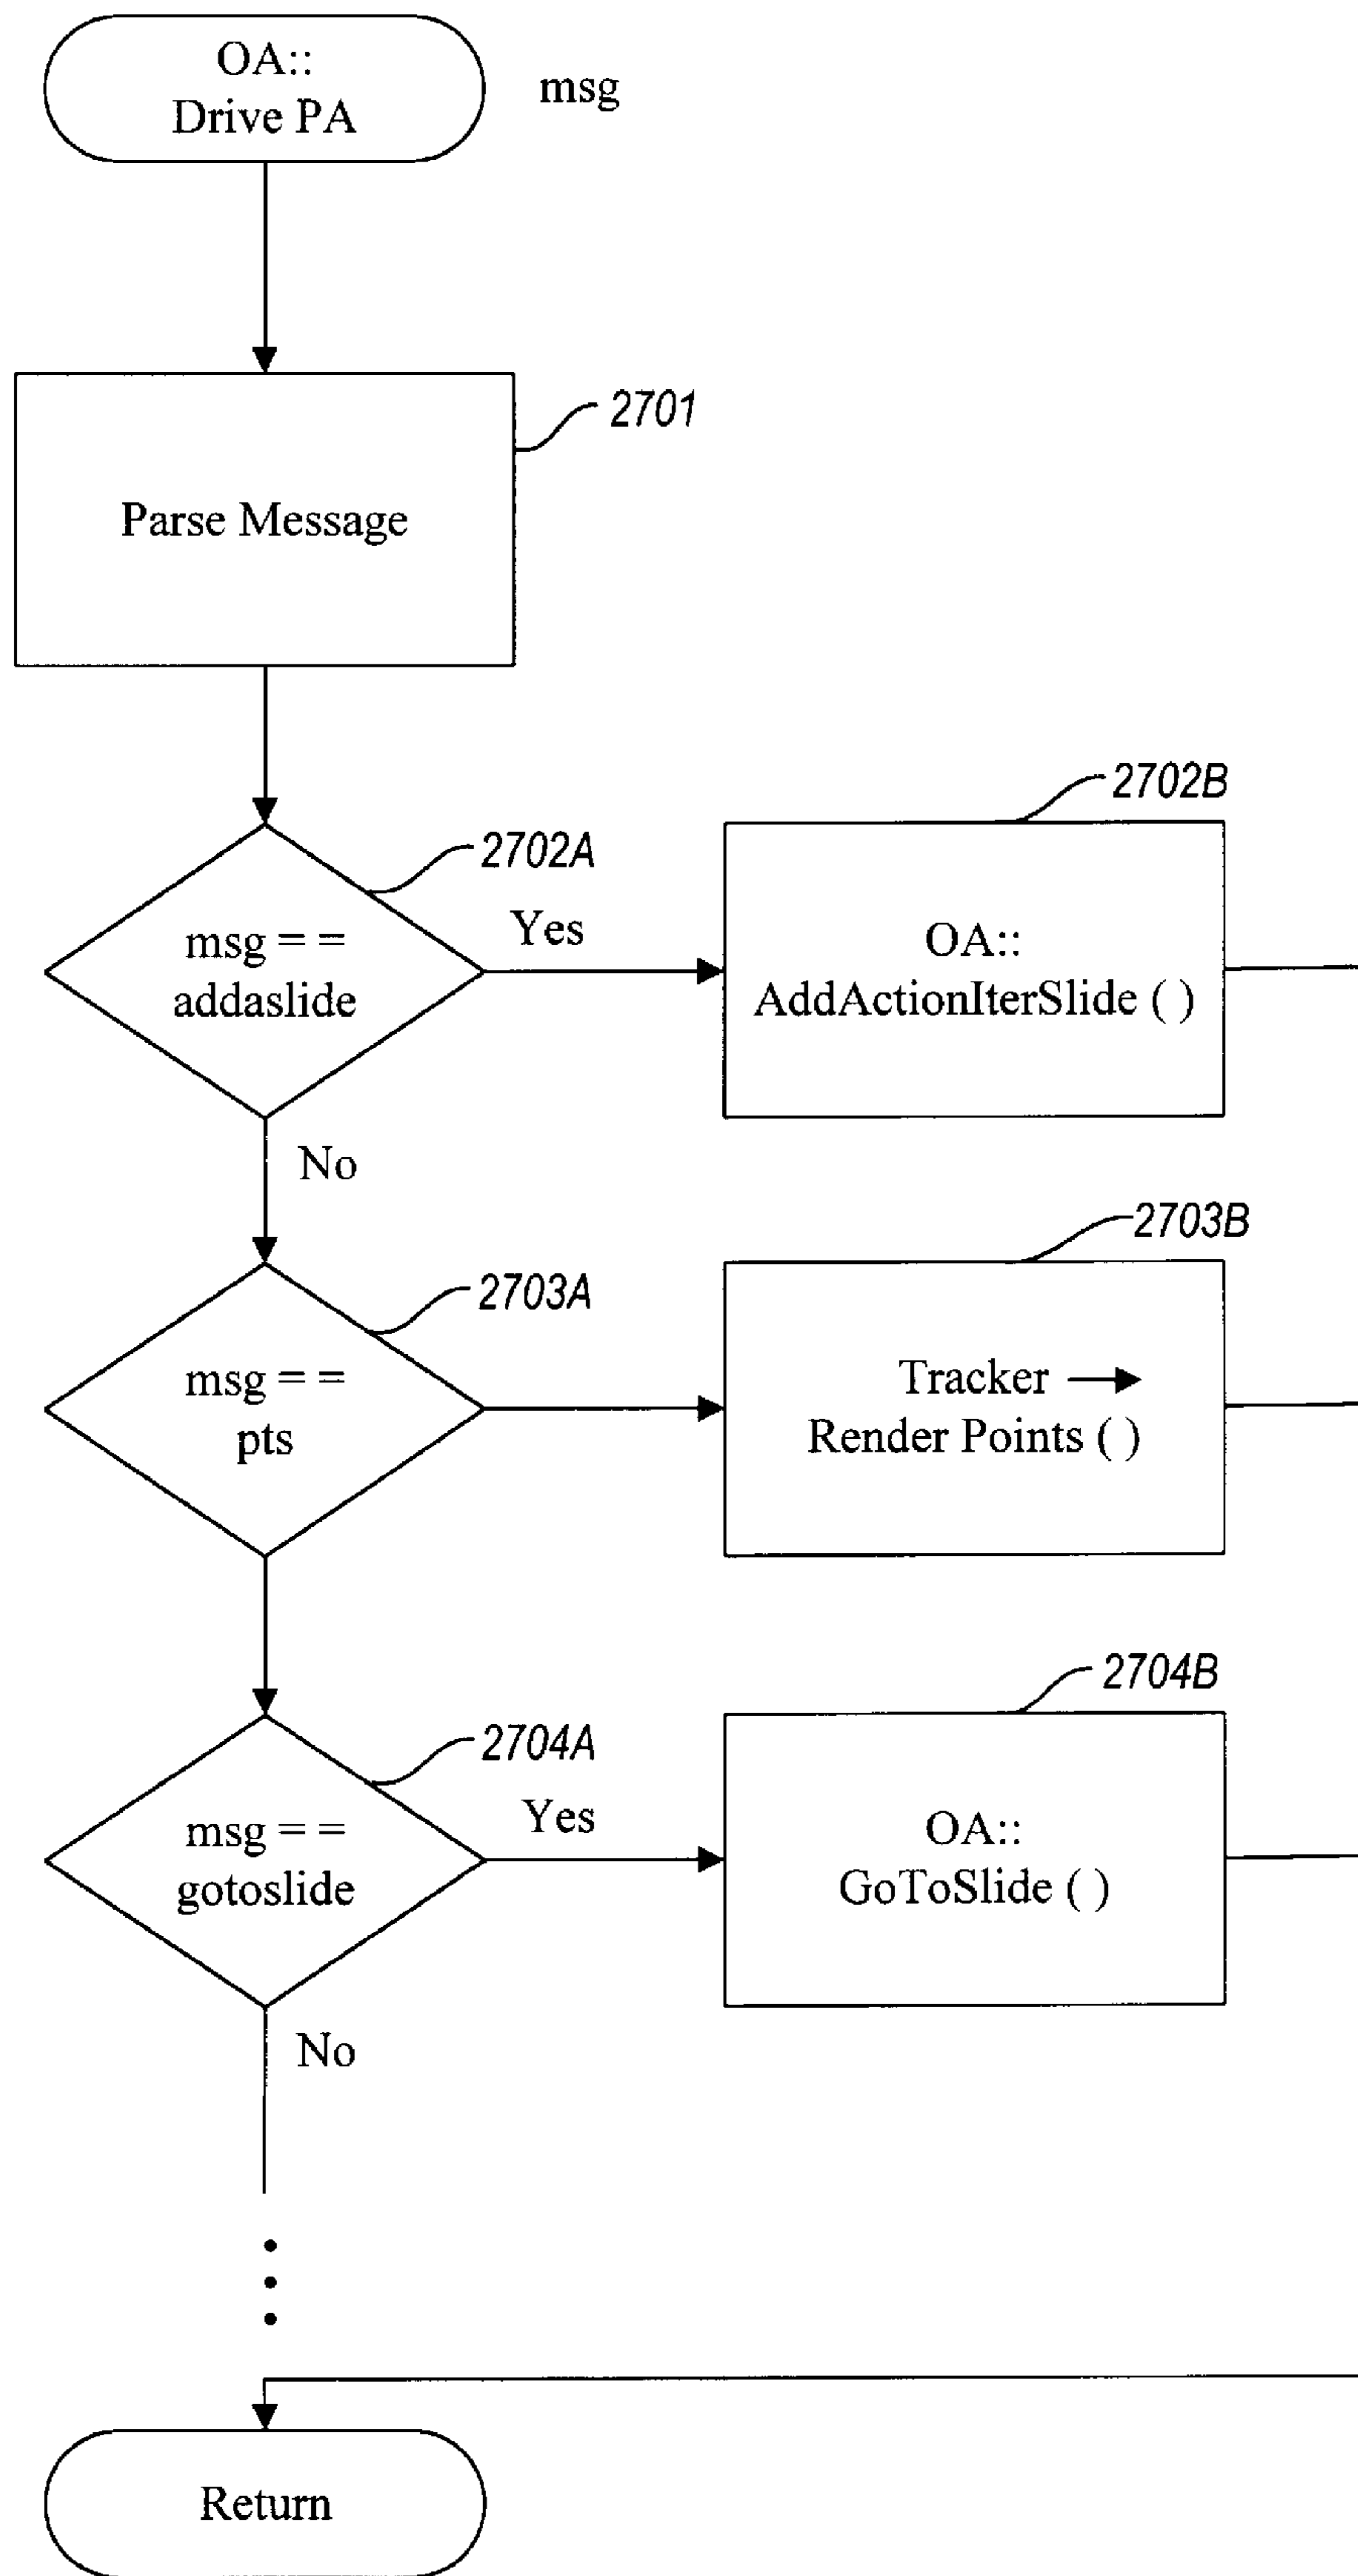 OA::
Drive PA
msg
2701
Parse Message
2702B
2702A
Yes
msg = =
addaslide
OA::
AddActionIterSlide ( )
No
2703B
2703A
msg = =
pts
Tracker →
Render Points ( )
2704B
2704A
Yes
msg = =
gotoslide
OA::
GoToSlide ( )
No
Return